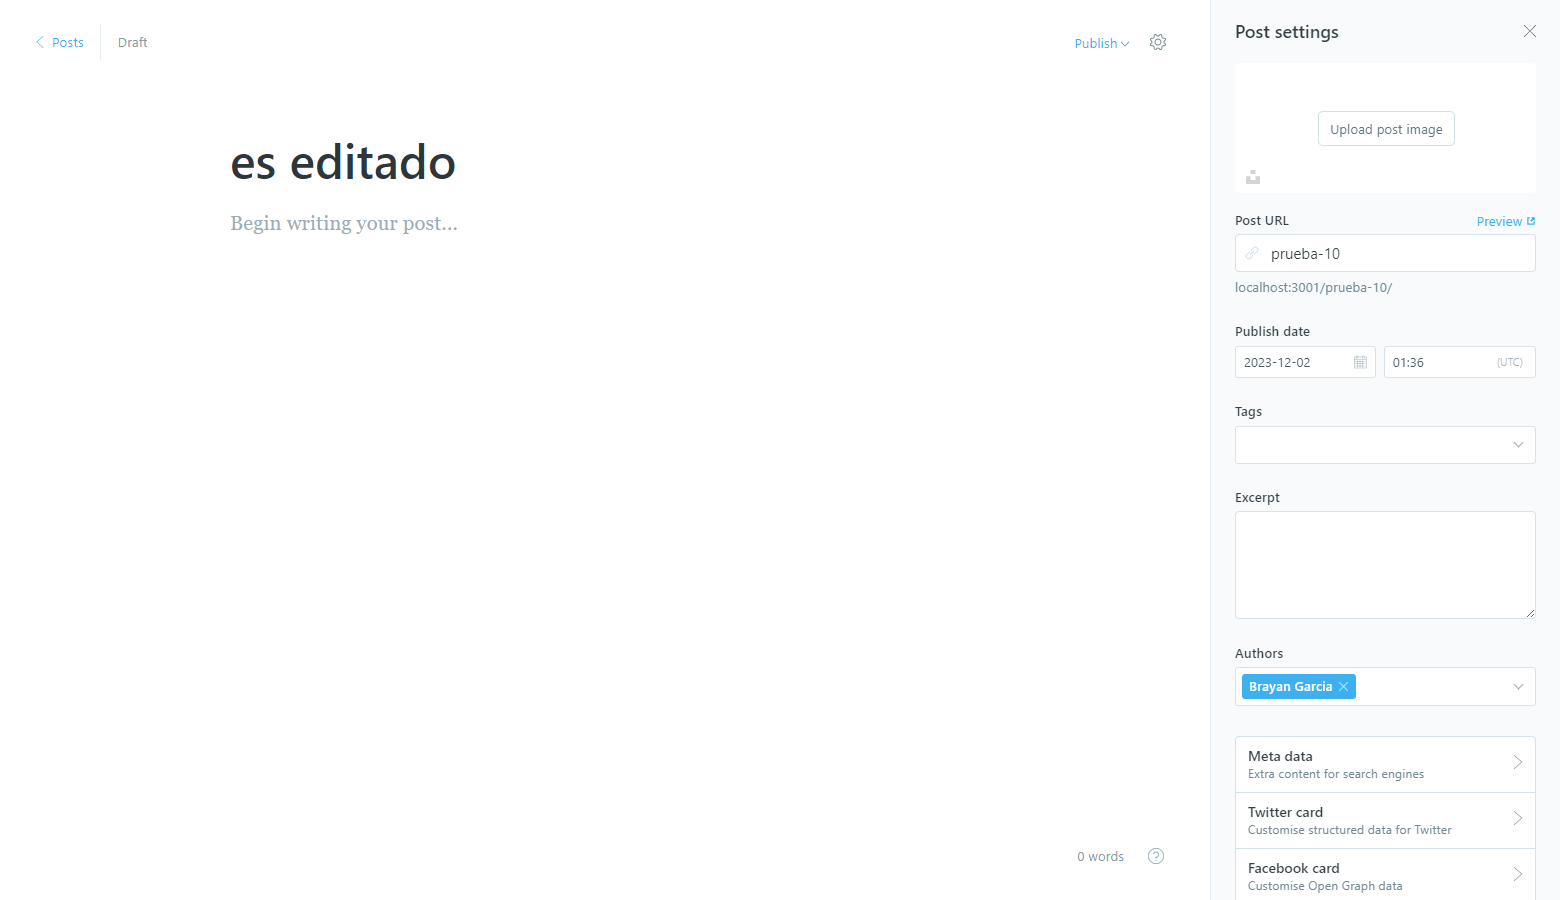 Posts
Draft
Publish
es editado
Begin writing your post...
0 words
?
Post settings
Upload post image
Post URL
Preview
prueba-10
localhost:3001/prueba-10/
Publish date
2023-12-02
01:36
(UTC)
Tags
Excerpt
Authors
Brayan Garcia
Meta data
Extra content for search engines
Twitter card
Customise structured data for Twitter
Facebook card
Customise Open Graph data